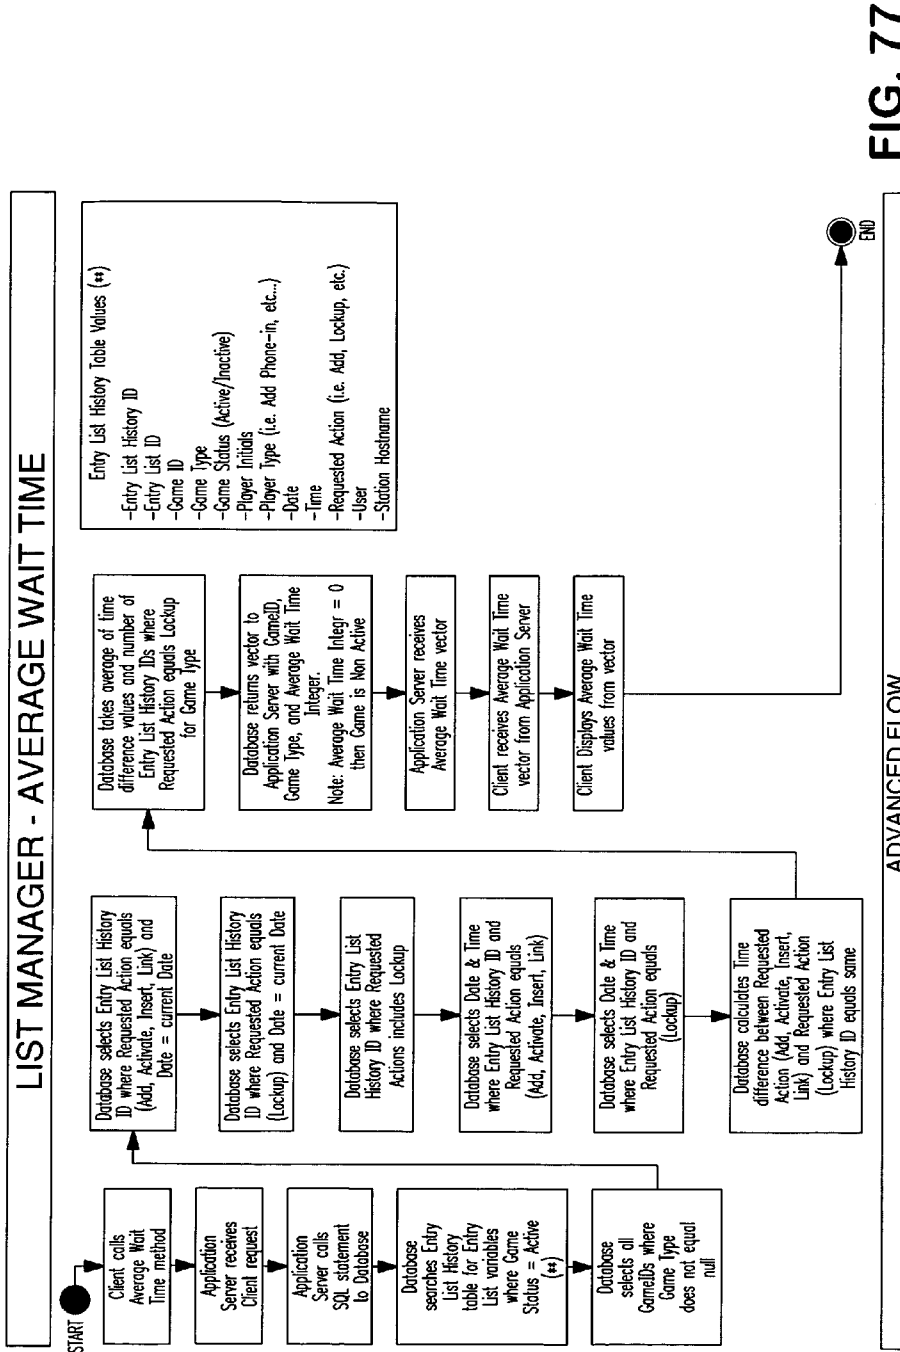 LIST MANAGER - AVERAGE WAIT TIME
START
Client calls
Average Wait
Time method
Application
Server receives
Client request
Application
Server calls
SQL statement
to Database
Database
searches Entry
List History
table for Entry
List variables
where Game
Status = Active
(**)
Database
selects all
GameIDs where
Game Type
does not equal
null
Database selects Entry List History
ID where Requested Action equals
(Add, Activate, Insert, Link) and
Date = current Date
Database selects Entry List History
ID where Requested Action equals
(Lockup) and Date = current Date
Database selects Entry List
History ID where Requested
Actions includes Lockup
Database selects Date & Time
where Entry List History ID and
Requested Action equals
(Add, Activate, Insert, Link)
Database selects Date & Time
where Entry List History ID and
Requested Action equals
(Lockup)
Database calculates Time
difference between Requested
Action (Add, Activate, Insert,
Link) and Requested Action
(Lockup) where Entry List
History ID equals same
Database takes average of time
difference values and number of
Entry List History IDs where
Requested Action equals Lockup
for Game Type
Database returns vector to
Application Server with GameID,
Game Type, and Average Wait Time
Integer.
Note: Average Wait Time Integr = 0
then Game is Non Active
Application Server receives
Average Wait Time vector
Client receives Average Wait Time
vector from Application Server
Client Displays Average Wait Time
values from vector
Entry List History Table Values (**)
-Entry List History ID
-Entry List ID
-Game ID
-Game Type
-Game Status (Active/Inactive)
-Player Initials
-Player Type (i.e. Add Phone-in, etc...)
-Date
-Time
-Requested Action (i.e. Add, Lockup, etc.)
-User
-Station Hostname
END
ADVANCED FLOW
FIG. 77